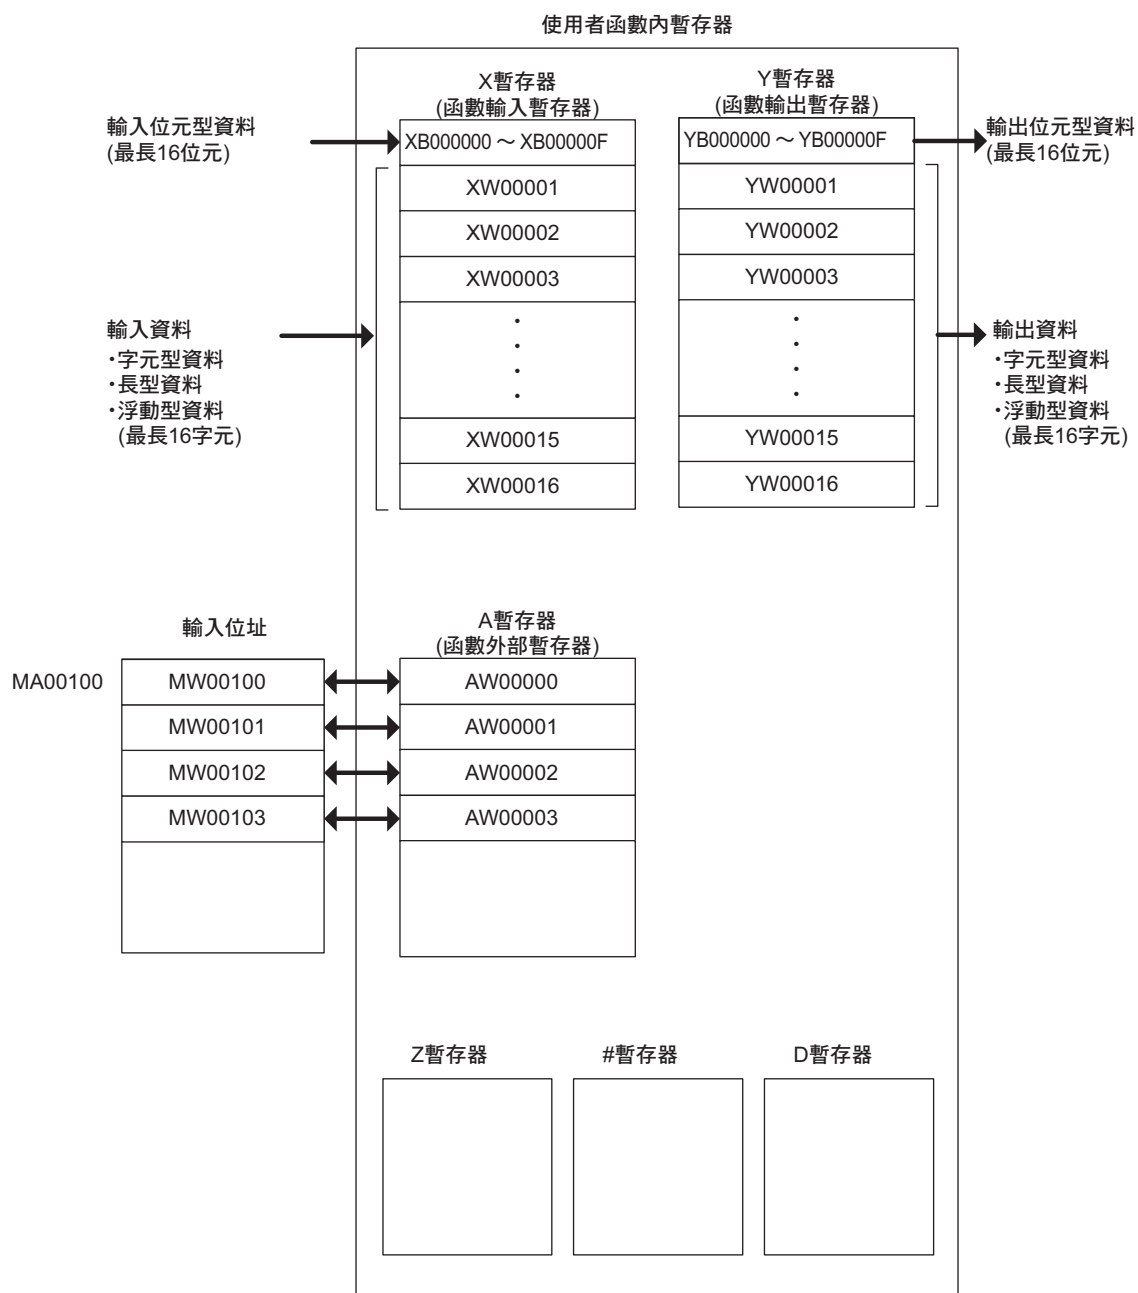 使用者函數內暫存器
X暫存器
(函數輸入暫存器)
Y暫存器
(函數輸出暫存器)
輸入位元型資料
(最長16位元)
XB000000 ～ XB00000F
YB000000 ～ YB00000F
輸出位元型資料
(最長16位元)
XW00001
YW00001
XW00002
YW00002
XW00003
YW00003
輸入資料
・字元型資料
・長型資料
・浮動型資料
(最長16字元)
輸出資料
・字元型資料
・長型資料
・浮動型資料
(最長16字元)
XW00015
YW00015
XW00016
YW00016
輸入位址
A暫存器
(函數外部暫存器)
MA00100
MW00100
AW00000
MW00101
AW00001
MW00102
AW00002
MW00103
AW00003
Z暫存器
#暫存器
D暫存器